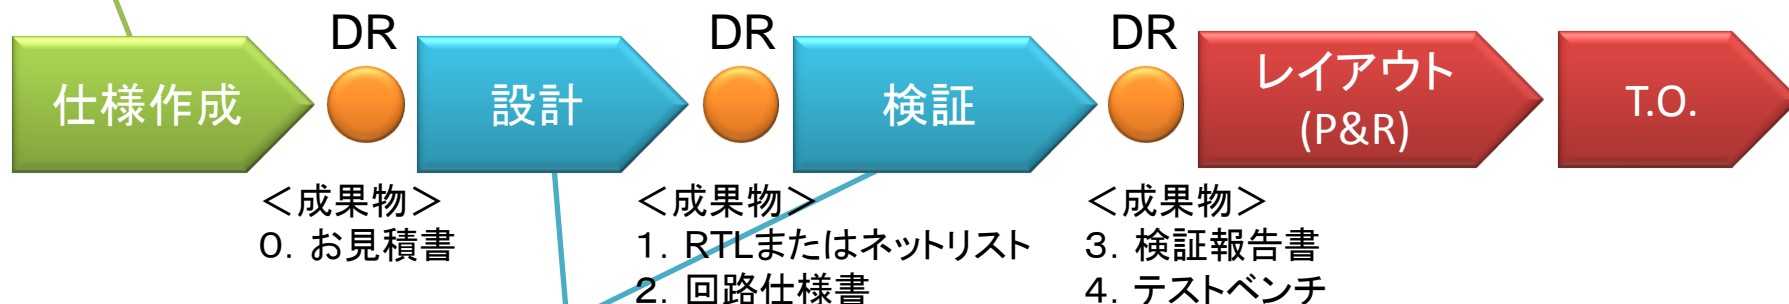 DR
DR
DR
仕様作成
設計
検証
レイアウト
(P&R)
T.O.
＜成果物＞
０．お見積書
＜成果物＞
１．RTLまたはネットリスト
２．回路仕様書
＜成果物＞
３．検証報告書
４．テストベンチ